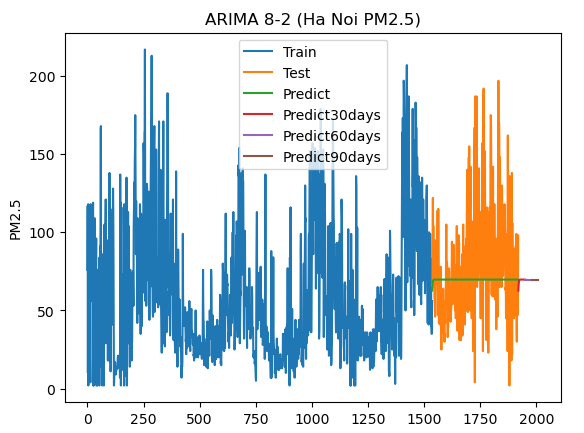 ARIMA 8-2 (Ha Noi PM2.5)
Train
Test
Predict
Predict30days
Predict60days
Predict90days
PM2.5
200
150
100
50
0
0 250 500 750 1000 1250 1500 1750 2000